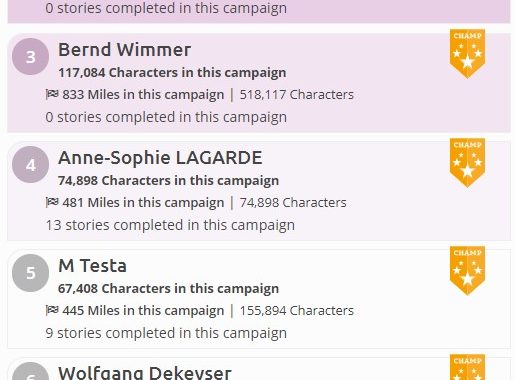 0 stories completed in this campaign
3
Bernd Wimmer
CHAMP
117,084 Characters in this campaign
833 Miles in this campaign | 518,117 Characters
0 stories completed in this campaign
4
Anne-Sophie LAGARDE
CHAMP
74,898 Characters in this campaign
481 Miles in this campaign | 74,898 Characters
13 stories completed in this campaign
5
M Testa
CHAMP
67,408 Characters in this campaign
445 Miles in this campaign | 155,894 Characters
9 stories completed in this campaign
6
Wolfgang Dekeyser
CHAMP